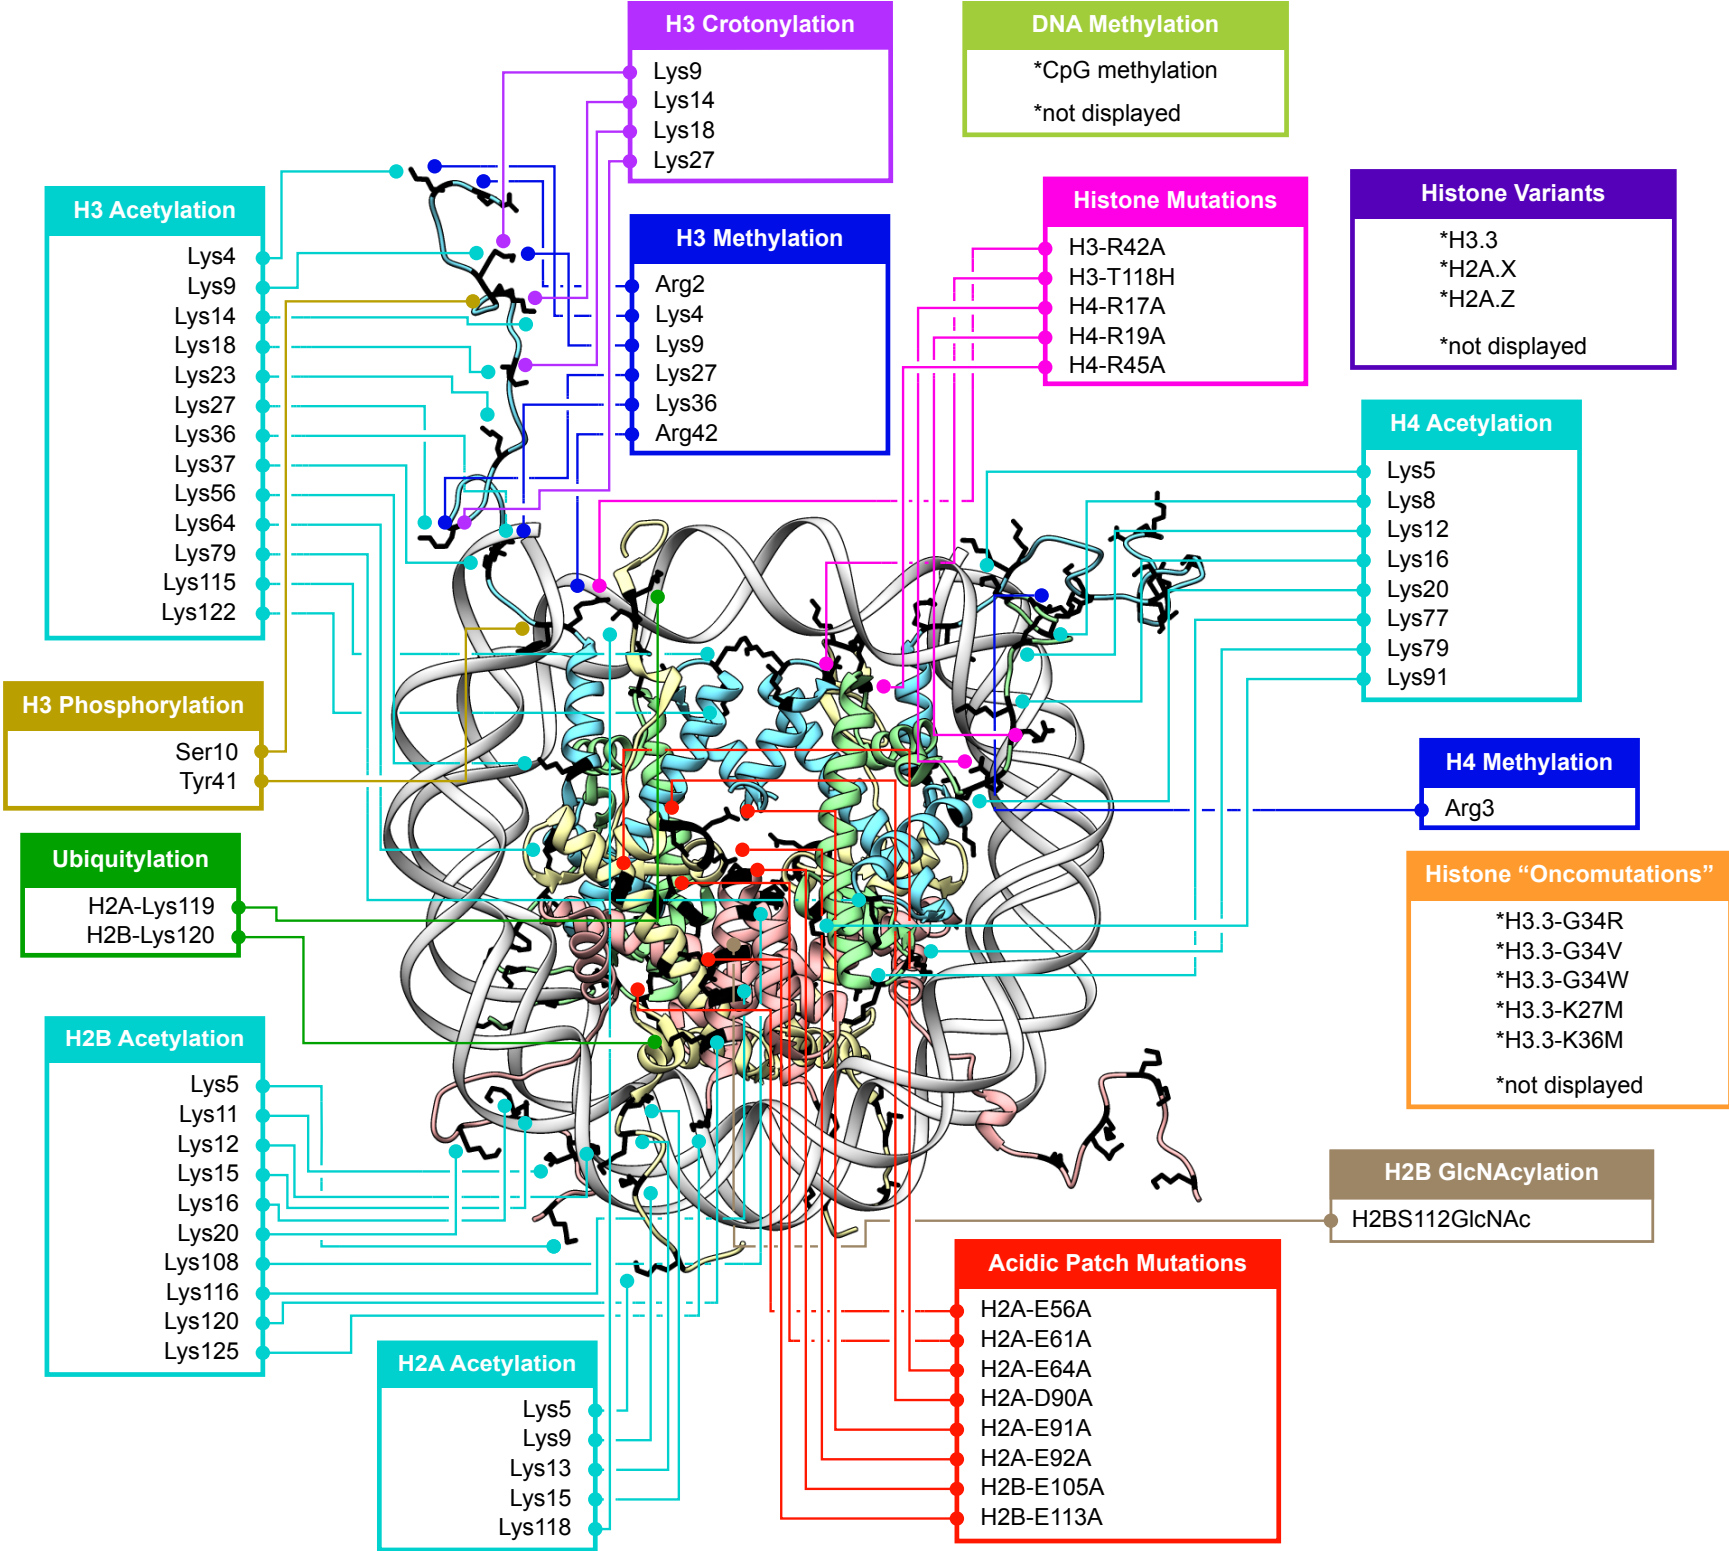 H3 Crotonylation
Lys9
Lys14
Lys18
Lys27
DNA Methylation
*CpG methylation
*not displayed
H3 Acetylation
Lys4
Lys9
Lys14
Lys18
Lys23
Lys27
Lys36
Lys37
Lys56
Lys64
Lys79
Lys115
Lys122
H3 Methylation
Arg2
Lys4
Lys9
Lys27
Lys36
Arg42
Histone Mutations
H3-R42A
H3-T118H
H4-R17A
H4-R19A
H4-R45A
Histone Variants
*H3.3
*H2A.X
*H2A.Z
*not displayed
H4 Acetylation
Lys5
Lys8
Lys12
Lys16
Lys20
Lys77
Lys79
Lys91
H3 Phosphorylation
Ser10
Tyr41
H4 Methylation
Arg3
Ubiquitylation
H2A-Lys119
H2B-Lys120
Histone “Oncomutations”
*H3.3-G34R
*H3.3-G34V
*H3.3-G34W
*H3.3-K27M
*H3.3-K36M
*not displayed
H2B Acetylation
Lys5
Lys11
Lys12
Lys15
Lys16
Lys20
Lys108
Lys116
Lys120
Lys125
H2B GlcNAcylation
H2BS112GlcNAc
H2A Acetylation
Lys5
Lys9
Lys13
Lys15
Lys118
Acidic Patch Mutations
H2A-E56A
H2A-E61A
H2A-E64A
H2A-D90A
H2A-E91A
H2A-E92A
H2B-E105A
H2B-E113A